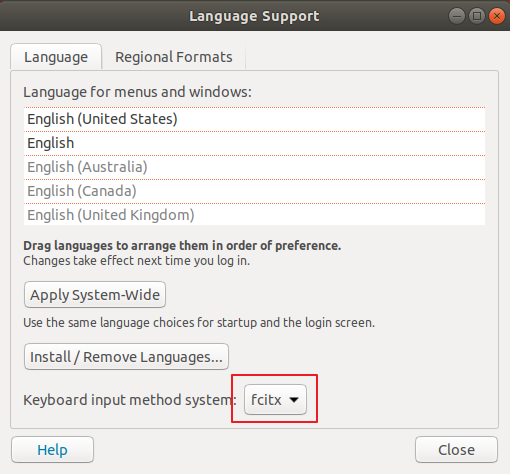 Language Support
Language
Regional Formats
Language for menus and windows:
English (United States)
English
English (Australia)
English (Canada)
English (United Kingdom)
Drag languages to arrange them in order of preference.
Changes take effect next time you log in.
Apply System-Wide
Use the same language choices for startup and the login screen.
Install / Remove Languages...
Keyboard input method system: fcitx
Help
Close